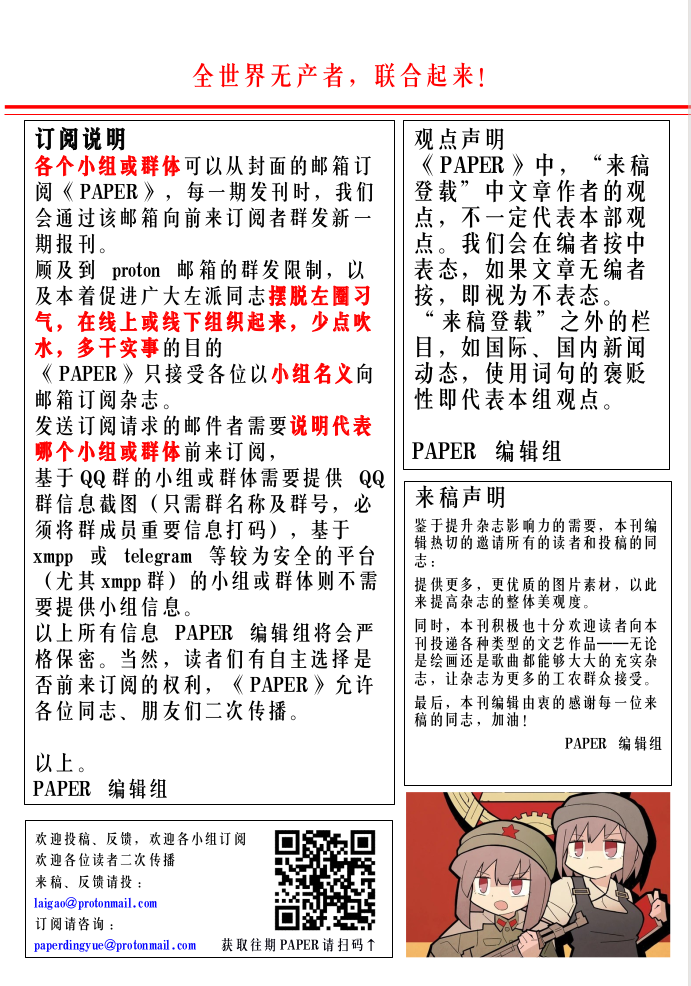 全世界无产者，联合起来!
订阅说明
各个小组或群体可以从封面的邮箱订
阅《PAPER》，每一期发刊时，我们
会通过该邮箱向前来订阅者群发新一
期报刊。
顾及到 proton 邮箱的群发限制，以
及本着促进广大左派同志摆脱左圈习
气，在线上或线下组织起来，少点吹
水，多干实事的目的
《PAPER》只接受各位以小组名义向
邮箱订阅杂志。
发送订阅请求的邮件者需要说明代表
哪个小组或群体前来订阅，
基于QQ群的小组或群体需要提供 QQ
群信息截图（只需群名称及群号，必
须将群成员重要信息打码），基于
xmpp 或 telegram 等较为安全的平台
（尤其xmpp群）的小组或群体则不需
要提供小组信息。
以上所有信息 PAPER 编辑组将会严
格保密。当然，读者们有自主选择是
否前来订阅的权利，《PAPER》允许
各位同志、朋友们二次传播。
以上。
PAPER 编辑组
观点声明
《PAPER》中，“来稿
登载”中文章作者的观
点，不一定代表本部观
点。我们会在编者按中
表态，如果文章无编者
按，即视为不表态。
“来稿登载”之外的栏
目，如国际、国内新闻
动态，使用词句的褒贬
性即代表本组观点。
PAPER 编辑组
来稿声明
鉴于提升杂志影响力的需要，本刊编
辑热切的邀请所有的读者和投稿的同
志：
提供更多，更优质的图片素材，以此
来提高杂志的整体美观度。
同时，本刊积极也十分欢迎读者向本
刊投递各种类型的文艺作品——无论
是绘画还是歌曲都能够大大的充实杂
志，让杂志为更多的工农群众接受。
最后，本刊编辑由衷的感谢每一位来
稿的同志，加油!
PAPER 编辑组
欢迎投稿、反馈，欢迎各小组订阅
欢迎各位读者二次传播
来稿、反馈请投：
laigao@protonmail.com
订阅请咨询：
paperdingyue@protonmail.com
获取往期PAPER请扫码↑